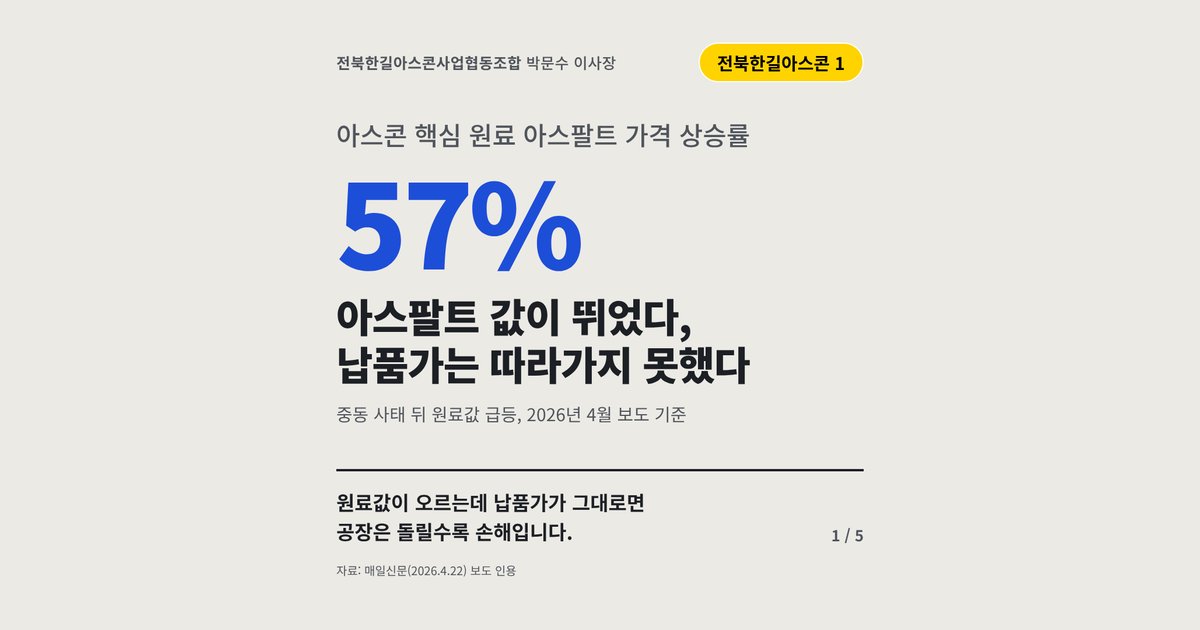 전북한길아스콘사업협동조합 박문수 이사장
전북한길아스콘 1
아스콘 핵심 원료 아스팔트 가격 상승률
57%
아스팔트 값이 뛰었다,
납품가는 따라가지 못했다
중동 사태 뒤 원료값 급등, 2026년 4월 보도 기준
원료값이 오르는데 납품가가 그대로면
공장은 돌릴수록 손해입니다.
1 / 5
자료: 매일신문(2026.4.22) 보도 인용